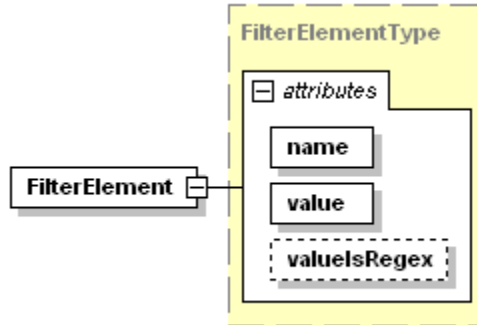 FilterElementType
attributes
name
FilterElement
value
valueIsRegex